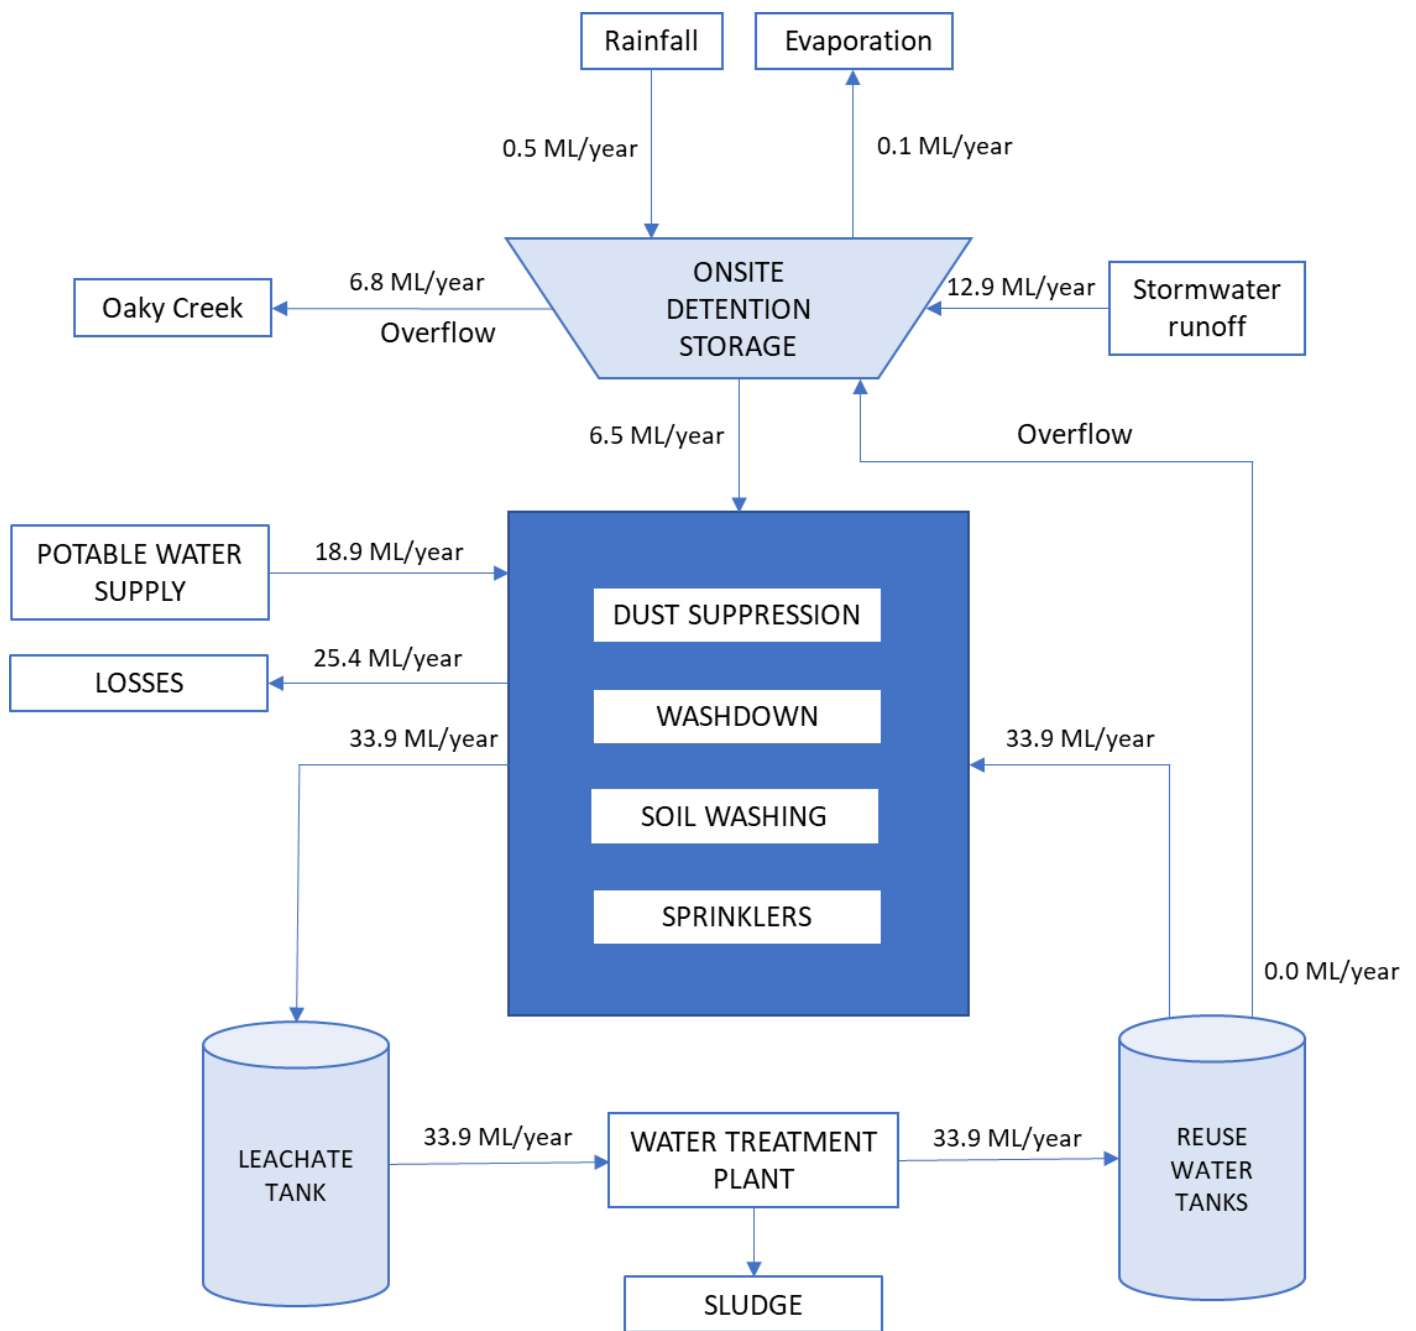 Rainfall
Evaporation
0.5 ML/year
0.1 ML/year
6.8 ML/year
Oaky Creek
Overflow
ONSITE
DETENTION
STORAGE
12.9 ML/year
Stormwater
runoff
6.5 ML/year
Overflow
POTABLE WATER
SUPPLY
18.9 ML/year
DUST SUPPRESSION
LOSSES
25.4 ML/year
WASHDOWN
33.9 ML/year
33.9 ML/year
SOIL WASHING
SPRINKLERS
0.0 ML/year
LEACHATE
TANK
33.9 ML/year
WATER TREATMENT
PLANT
33.9 ML/year
REUSE
WATER
TANKS
SLUDGE